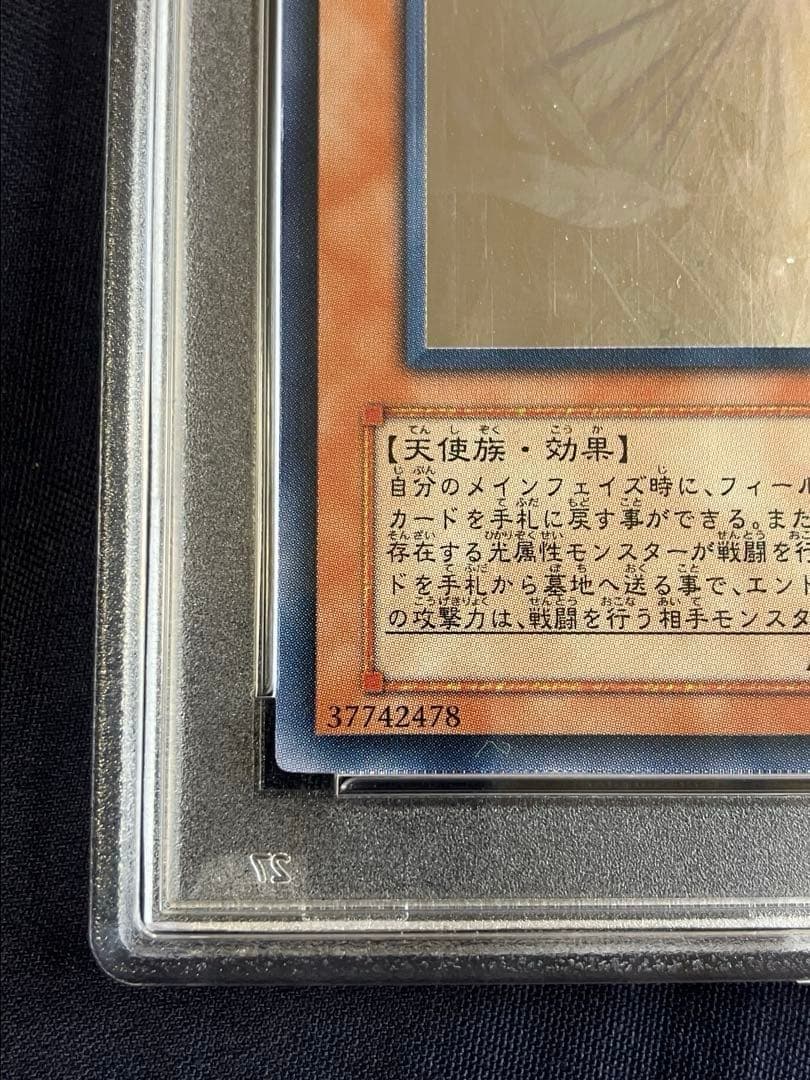 【天使族・効果】
自分のメインフェイズ時に、フィール
カードを手札に戻す事ができる。また
存在する光属性モンスターが戦闘を行
ドを手札から墓地へ送る事で、エンド
の攻撃力は、戦闘を行う相手モンスタ
37742478
27